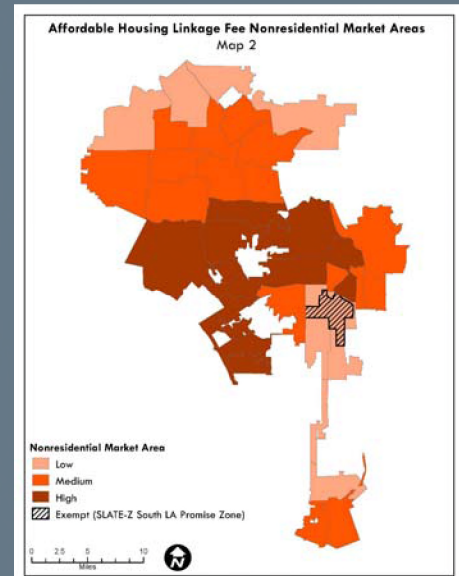 Affordable Housing Linkage Fee Nonresidential Market Areas
Map 2
Nonresidential Market Area
Low
Medium
High
Exempt (SLATE-Z South LA Promise Zone)
0 2.5 5 10
Miles
N